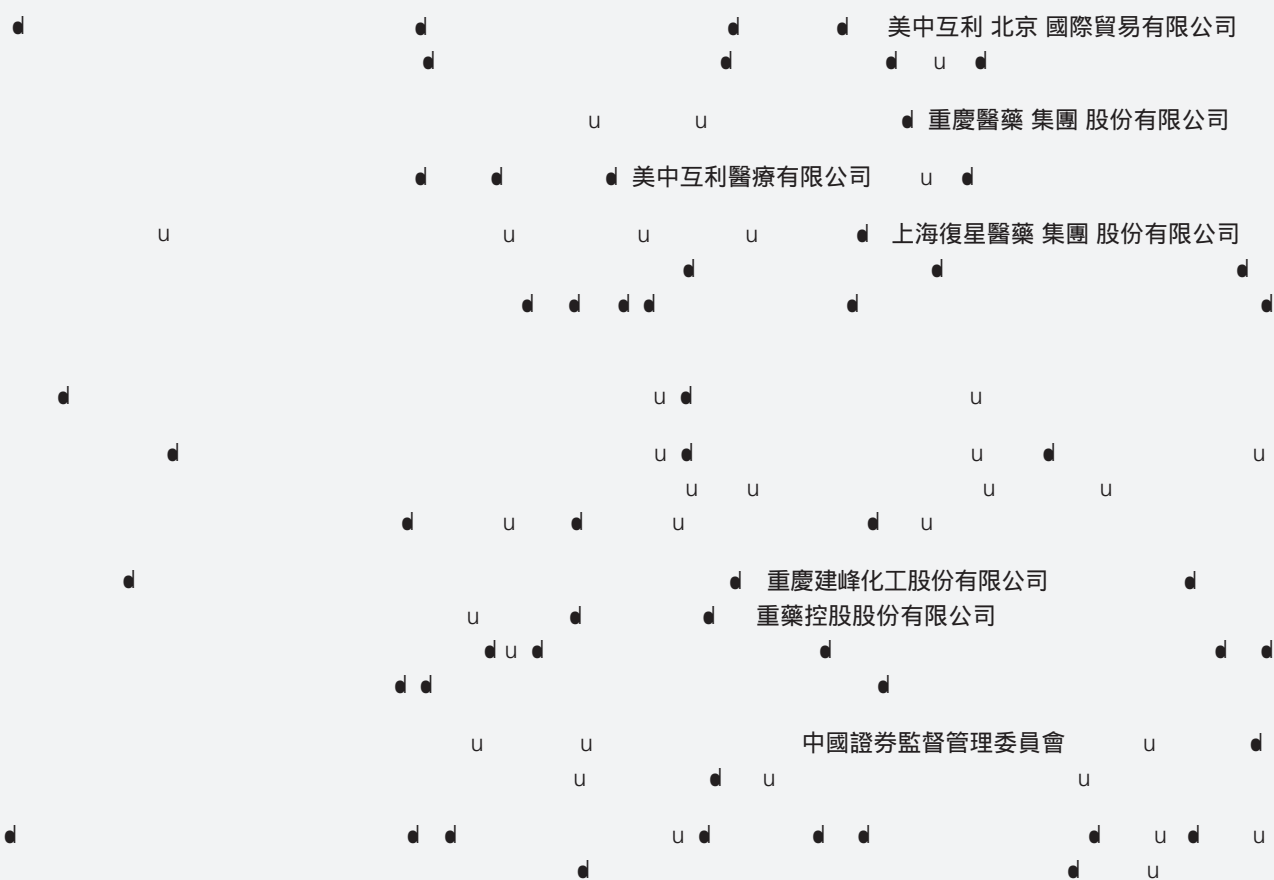 d d d d 美中互利 北京 國際貿易有限公司
d d d u d
u u d 重慶醫藥 集團 股份有限公司
d d d 美中互利醫療有限公司 u d
u u u u d 上海復星醫藥 集團 股份有限公司
d d d
d d d d d d
d u d u
d u d u d u
u u u u
d u d u d u
d d 重慶建峰化工股份有限公司 d
u d d 重藥控股股份有限公司
d u d d d d
d d d
u u 中國證券監督管理委員會 u d
u d u u
d d d u d d d d u d u
d d u